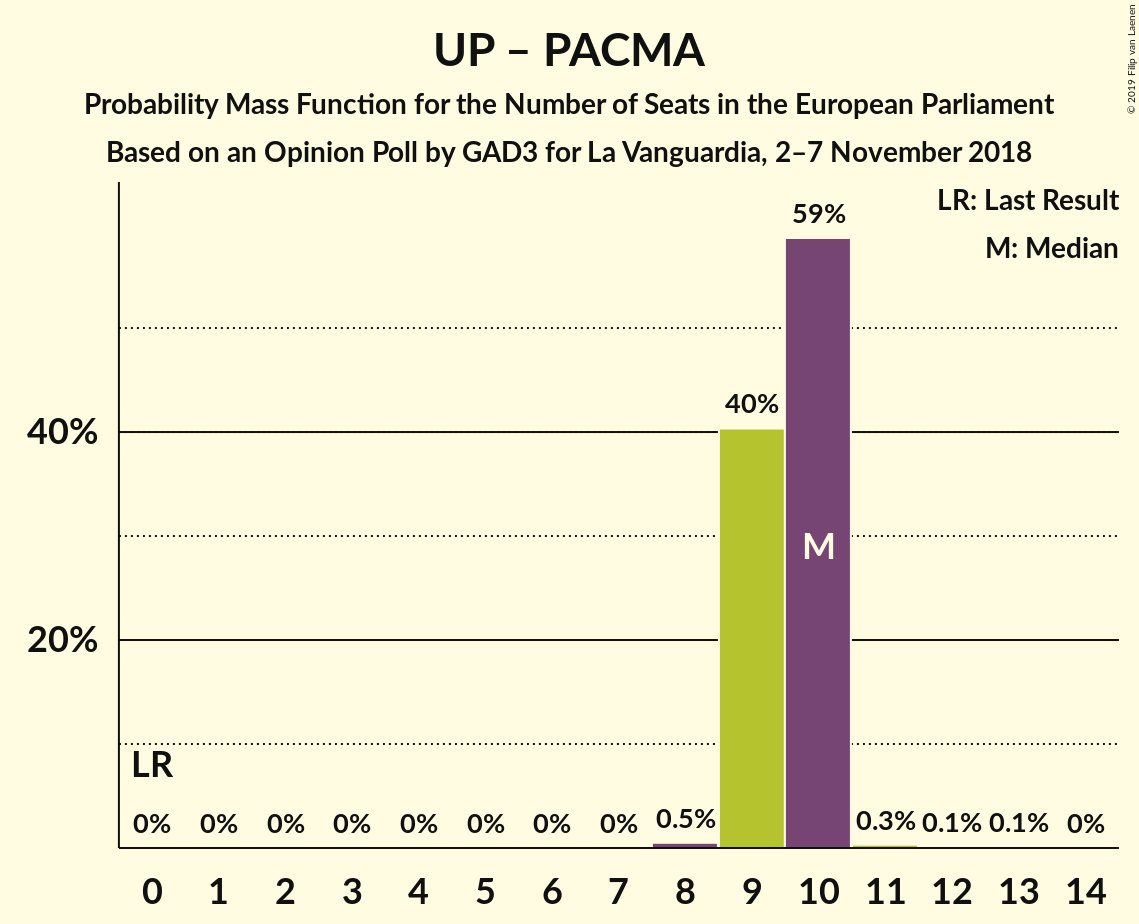 UP – PACMA
Probability Mass Function for the Number of Seats in the European Parliament
Based on an Opinion Poll by GAD3 for La Vanguardia, 2–7 November 2018
© 2019 Filip van Laenen
LR: Last Result
M: Median
59%
40%
40%
M
20%
LR
0% 0% 0% 0% 0% 0% 0% 0% 0.5% 0.3% 0.1% 0.1% 0%
0 1 2 3 4 5 6 7 8 9 10 11 12 13 14